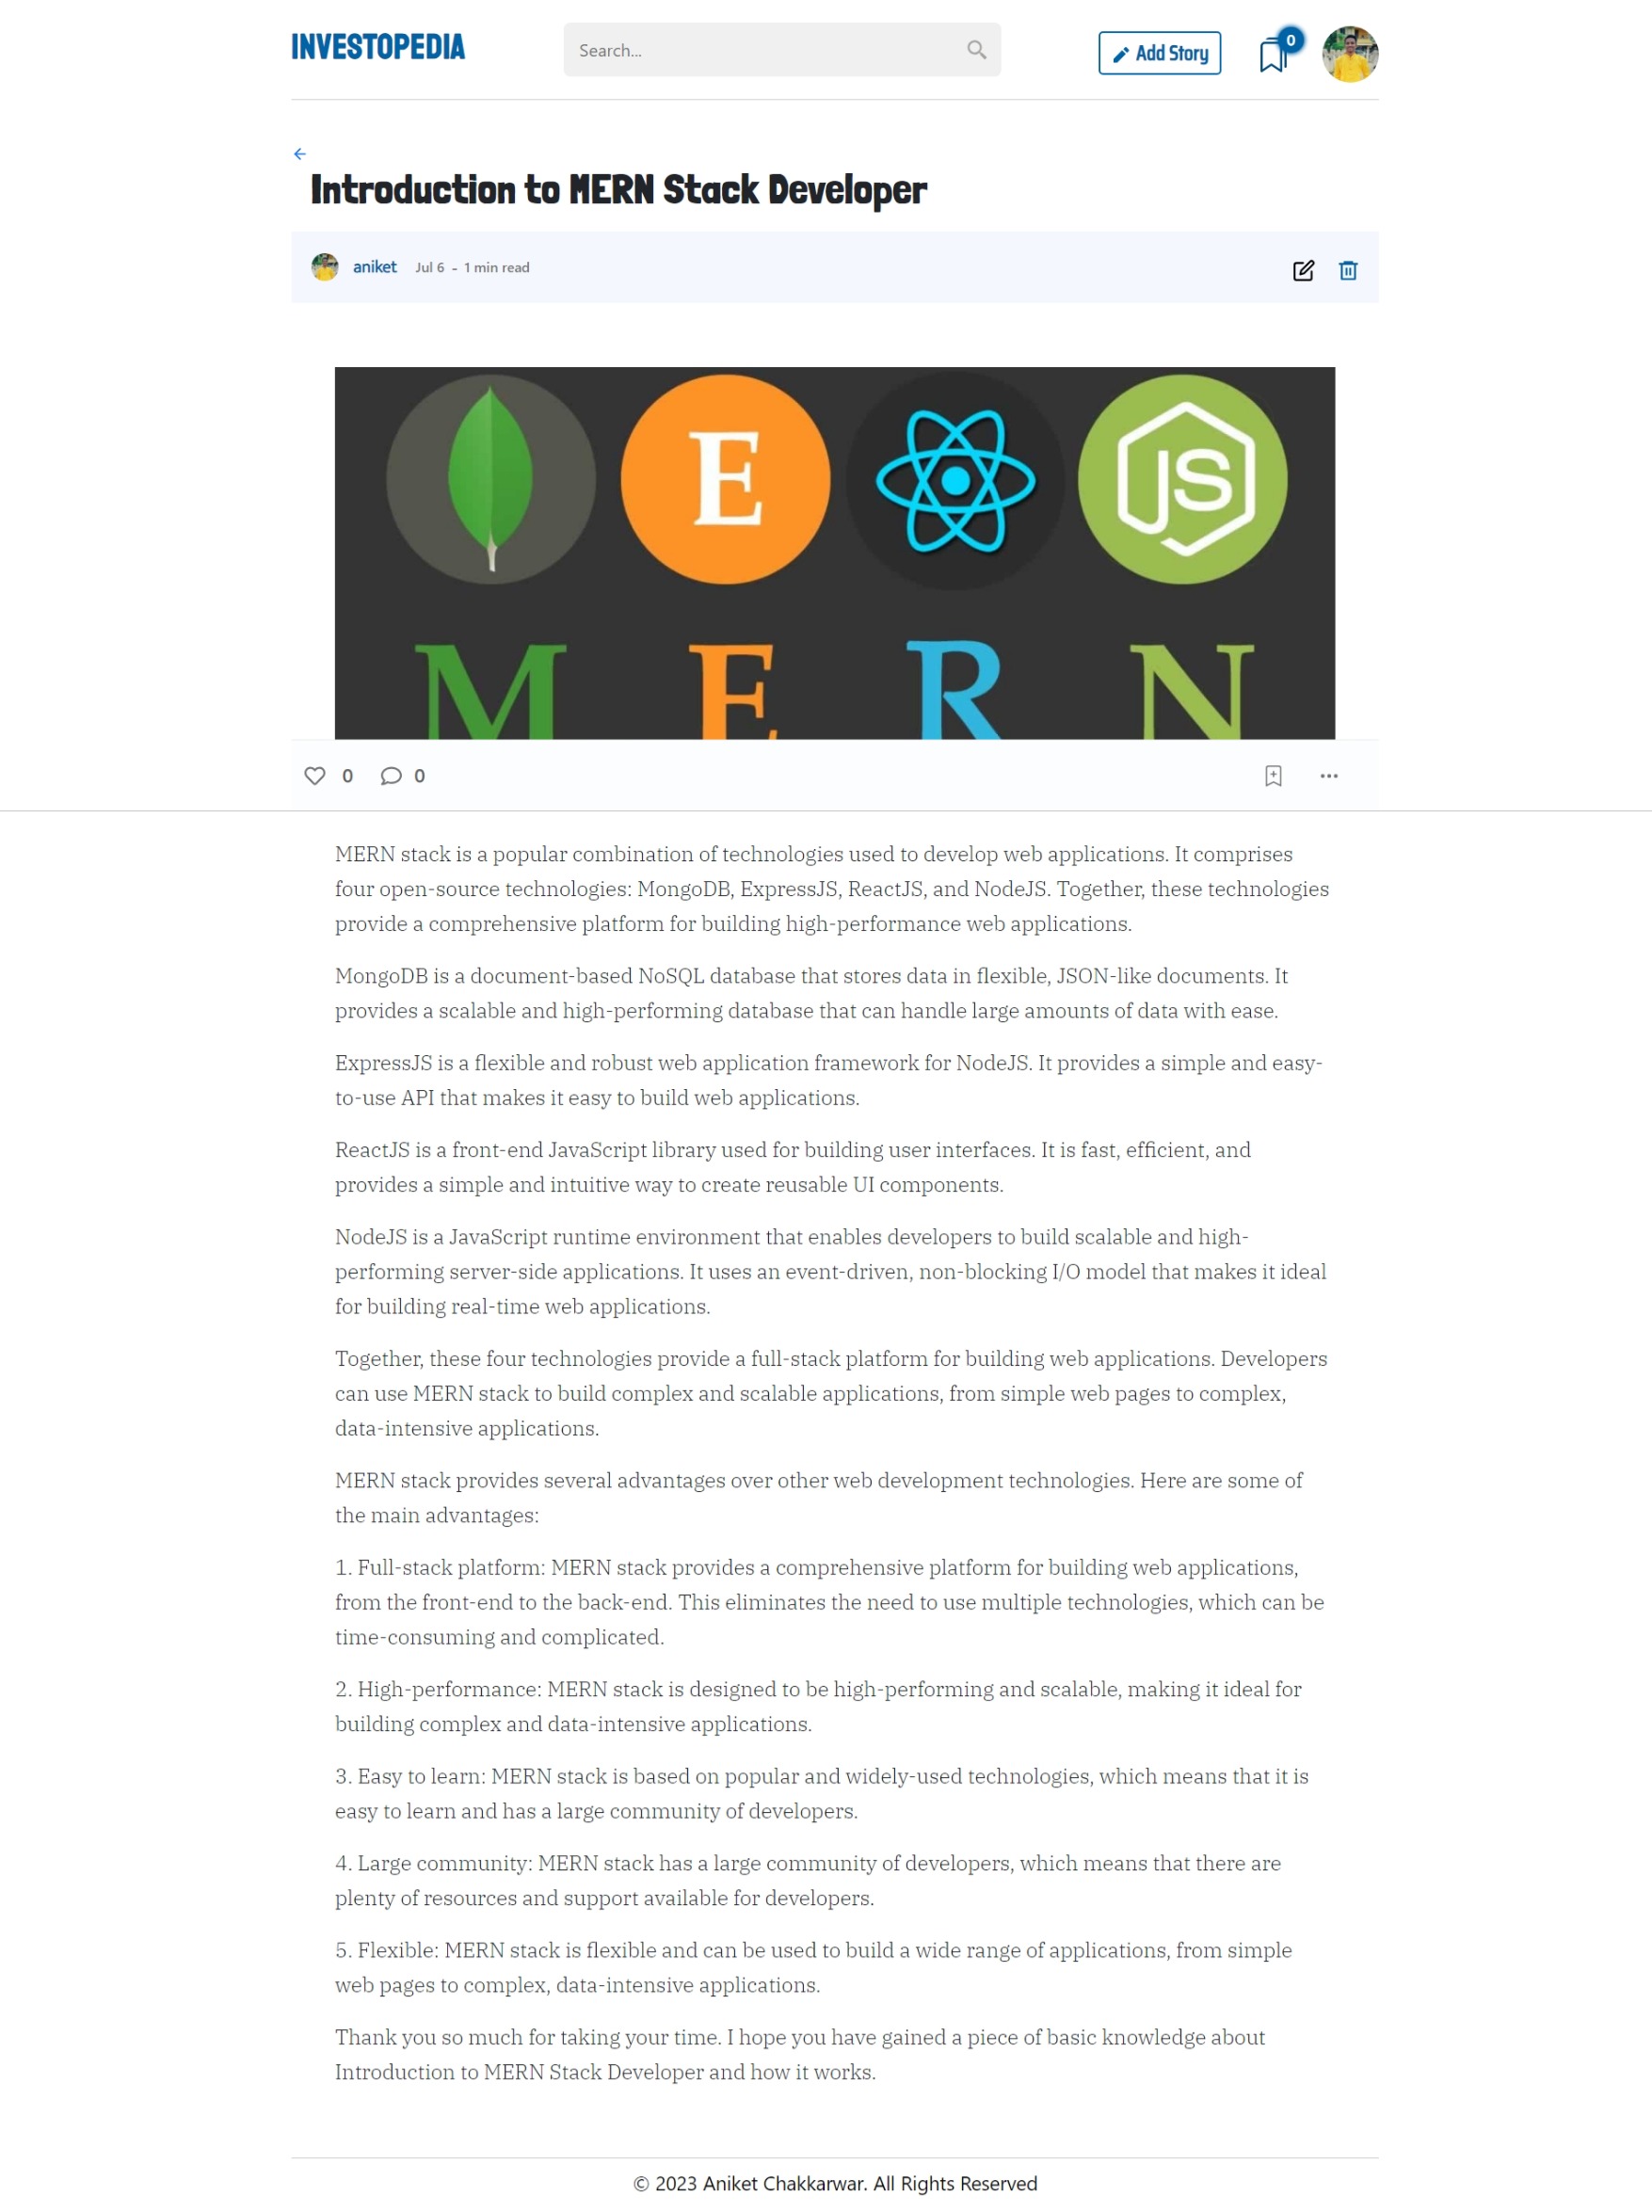 INVESTOPEDIA
Search...
Add Story
0
Introduction to MERN Stack Developer
aniket Jul 6 - 1 min read
E
JS
M E R N
0 0
MERN stack is a popular combination of technologies used to develop web applications. It comprises
four open-source technologies: MongoDB, ExpressJS, ReactJS, and NodeJS. Together, these technologies
provide a comprehensive platform for building high-performance web applications.
MongoDB is a document-based NoSQL database that stores data in flexible, JSON-like documents. It
provides a scalable and high-performing database that can handle large amounts of data with ease.
ExpressJS is a flexible and robust web application framework for NodeJS. It provides a simple and easy-
to-use API that makes it easy to build web applications.
ReactJS is a front-end JavaScript library used for building user interfaces. It is fast, efficient, and
provides a simple and intuitive way to create reusable UI components.
NodeJS is a JavaScript runtime environment that enables developers to build scalable and high-
performing server-side applications. It uses an event-driven, non-blocking I/O model that makes it ideal
for building real-time web applications.
Together, these four technologies provide a full-stack platform for building web applications. Developers
can use MERN stack to build complex and scalable applications, from simple web pages to complex,
data-intensive applications.
MERN stack provides several advantages over other web development technologies. Here are some of
the main advantages:
1. Full-stack platform: MERN stack provides a comprehensive platform for building web applications,
from the front-end to the back-end. This eliminates the need to use multiple technologies, which can be
time-consuming and complicated.
2. High-performance: MERN stack is designed to be high-performing and scalable, making it ideal for
building complex and data-intensive applications.
3. Easy to learn: MERN stack is based on popular and widely-used technologies, which means that it is
easy to learn and has a large community of developers.
4. Large community: MERN stack has a large community of developers, which means that there are
plenty of resources and support available for developers.
5. Flexible: MERN stack is flexible and can be used to build a wide range of applications, from simple
web pages to complex, data-intensive applications.
Thank you so much for taking your time. I hope you have gained a piece of basic knowledge about
Introduction to MERN Stack Developer and how it works.
© 2023 Aniket Chakkarwar. All Rights Reserved